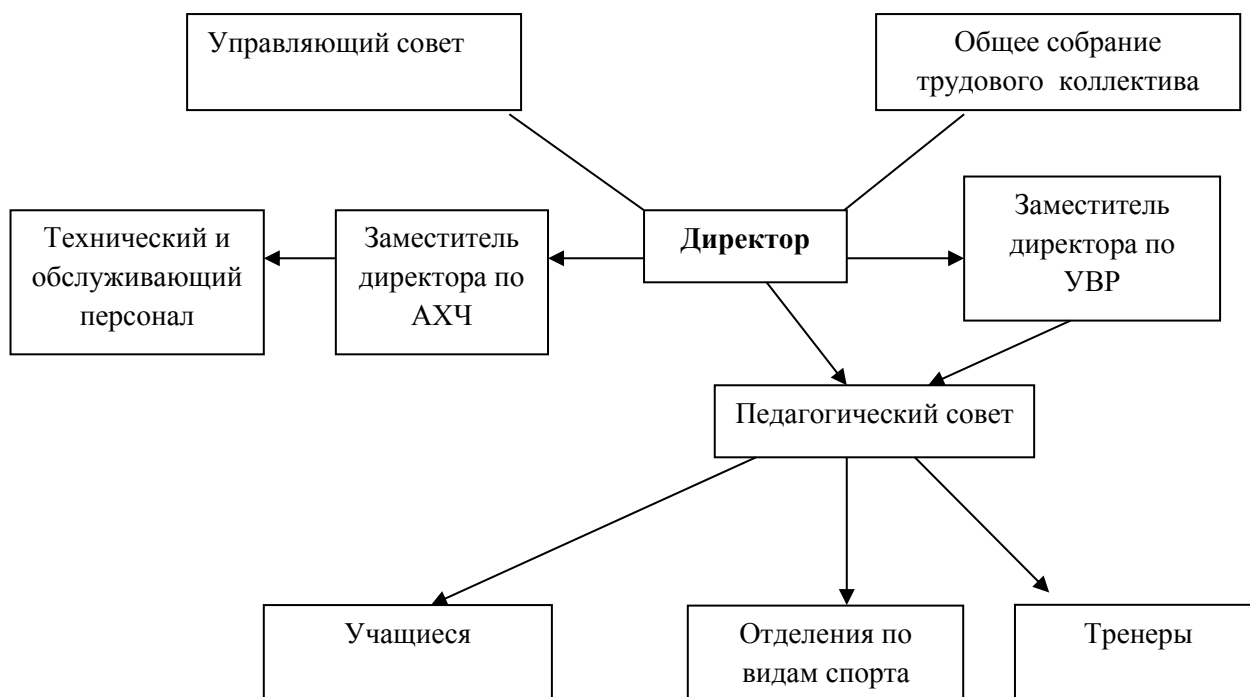 Управляющий совет
Общее собрание
трудового коллектива
Технический и
обслуживающий
персонал
Заместитель
директора по
АХЧ
Директор
Заместитель
директора по
УВР
Педагогический совет
Учащиеся
Отделения по
видам спорта
Тренеры